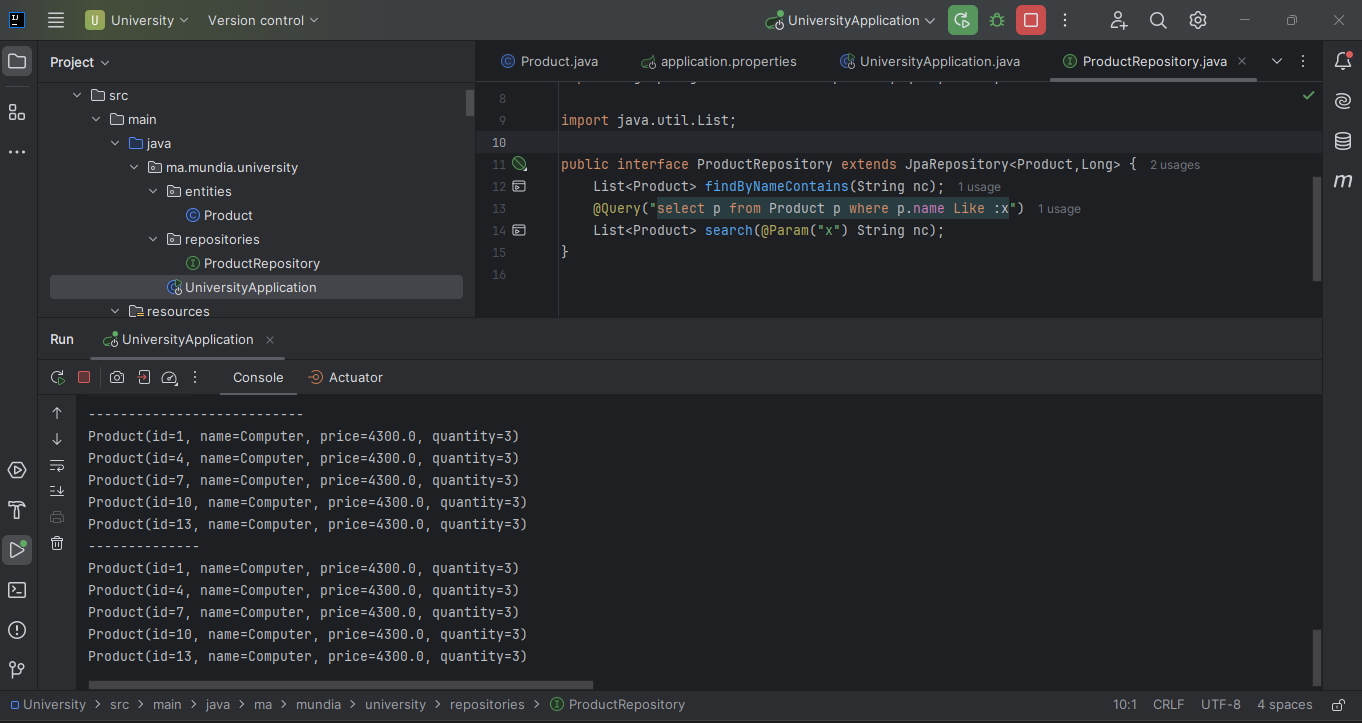 U University Version control UniversityApplication
Project
Product.java application.properties UniversityApplication.java ProductRepository.java
src
main
java
ma.mundia.university
entities
Product
repositories
ProductRepository
UniversityApplication
resources
8
9 import java.util.List;
10
11 public interface ProductRepository extends JpaRepository<Product,Long> { 2 usages
12 List<Product> findByNameContains(String nc); 1 usage
13 @Query("select p from Product p where p.name Like :x") 1 usage
14 List<Product> search(@Param("x") String nc);
15 }
16
Run UniversityApplication
Console Actuator
---------------------------
Product(id=1, name=Computer, price=4300.0, quantity=3)
Product(id=4, name=Computer, price=4300.0, quantity=3)
Product(id=7, name=Computer, price=4300.0, quantity=3)
Product(id=10, name=Computer, price=4300.0, quantity=3)
Product(id=13, name=Computer, price=4300.0, quantity=3)
--------------
Product(id=1, name=Computer, price=4300.0, quantity=3)
Product(id=4, name=Computer, price=4300.0, quantity=3)
Product(id=7, name=Computer, price=4300.0, quantity=3)
Product(id=10, name=Computer, price=4300.0, quantity=3)
Product(id=13, name=Computer, price=4300.0, quantity=3)
University > src > main > java > ma > mundia > university > repositories > ProductRepository 10:1 CRLF UTF-8 4 spaces